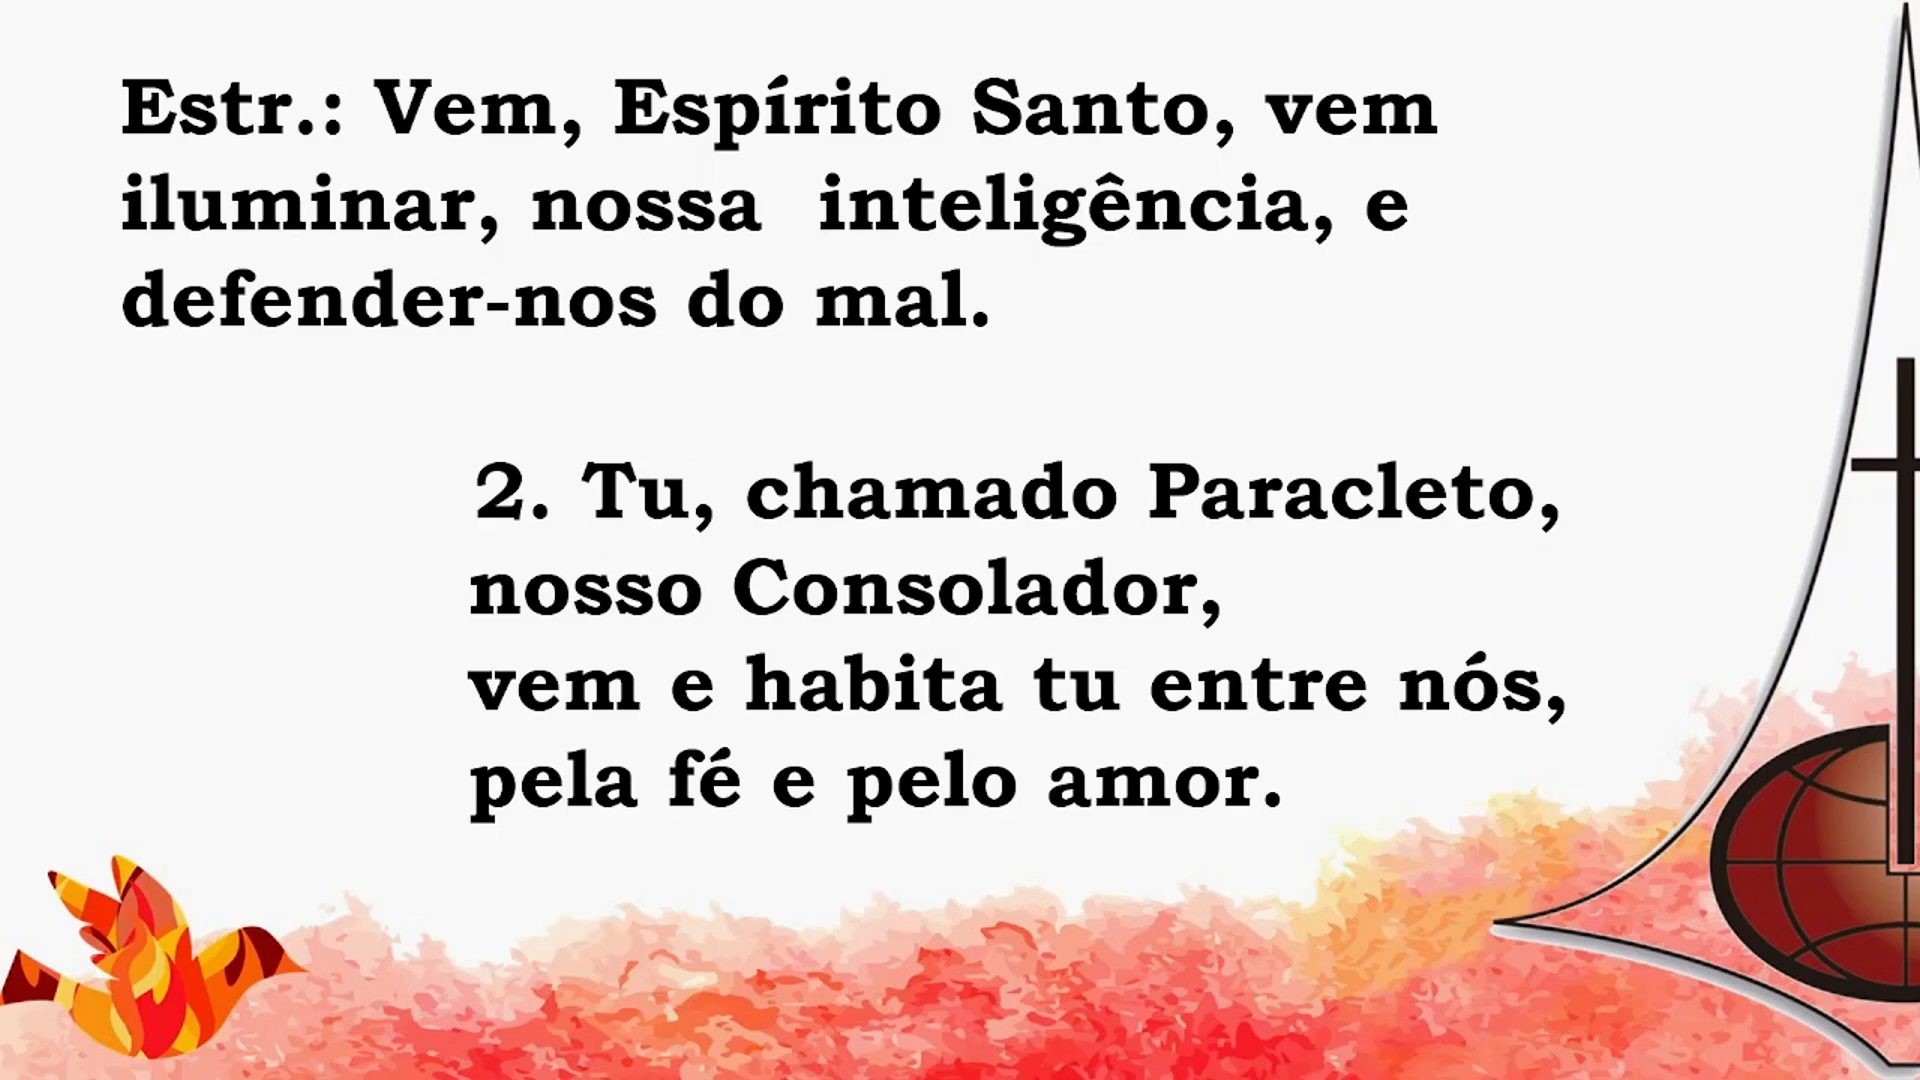 Estr.: Vem, Espírito Santo, vem
iluminar, nossa  inteligência, e
defender-nos do mal.
2. Tu, chamado Paracleto,
nosso Consolador,
vem e habita tu entre nós,
pela fé e pelo amor.